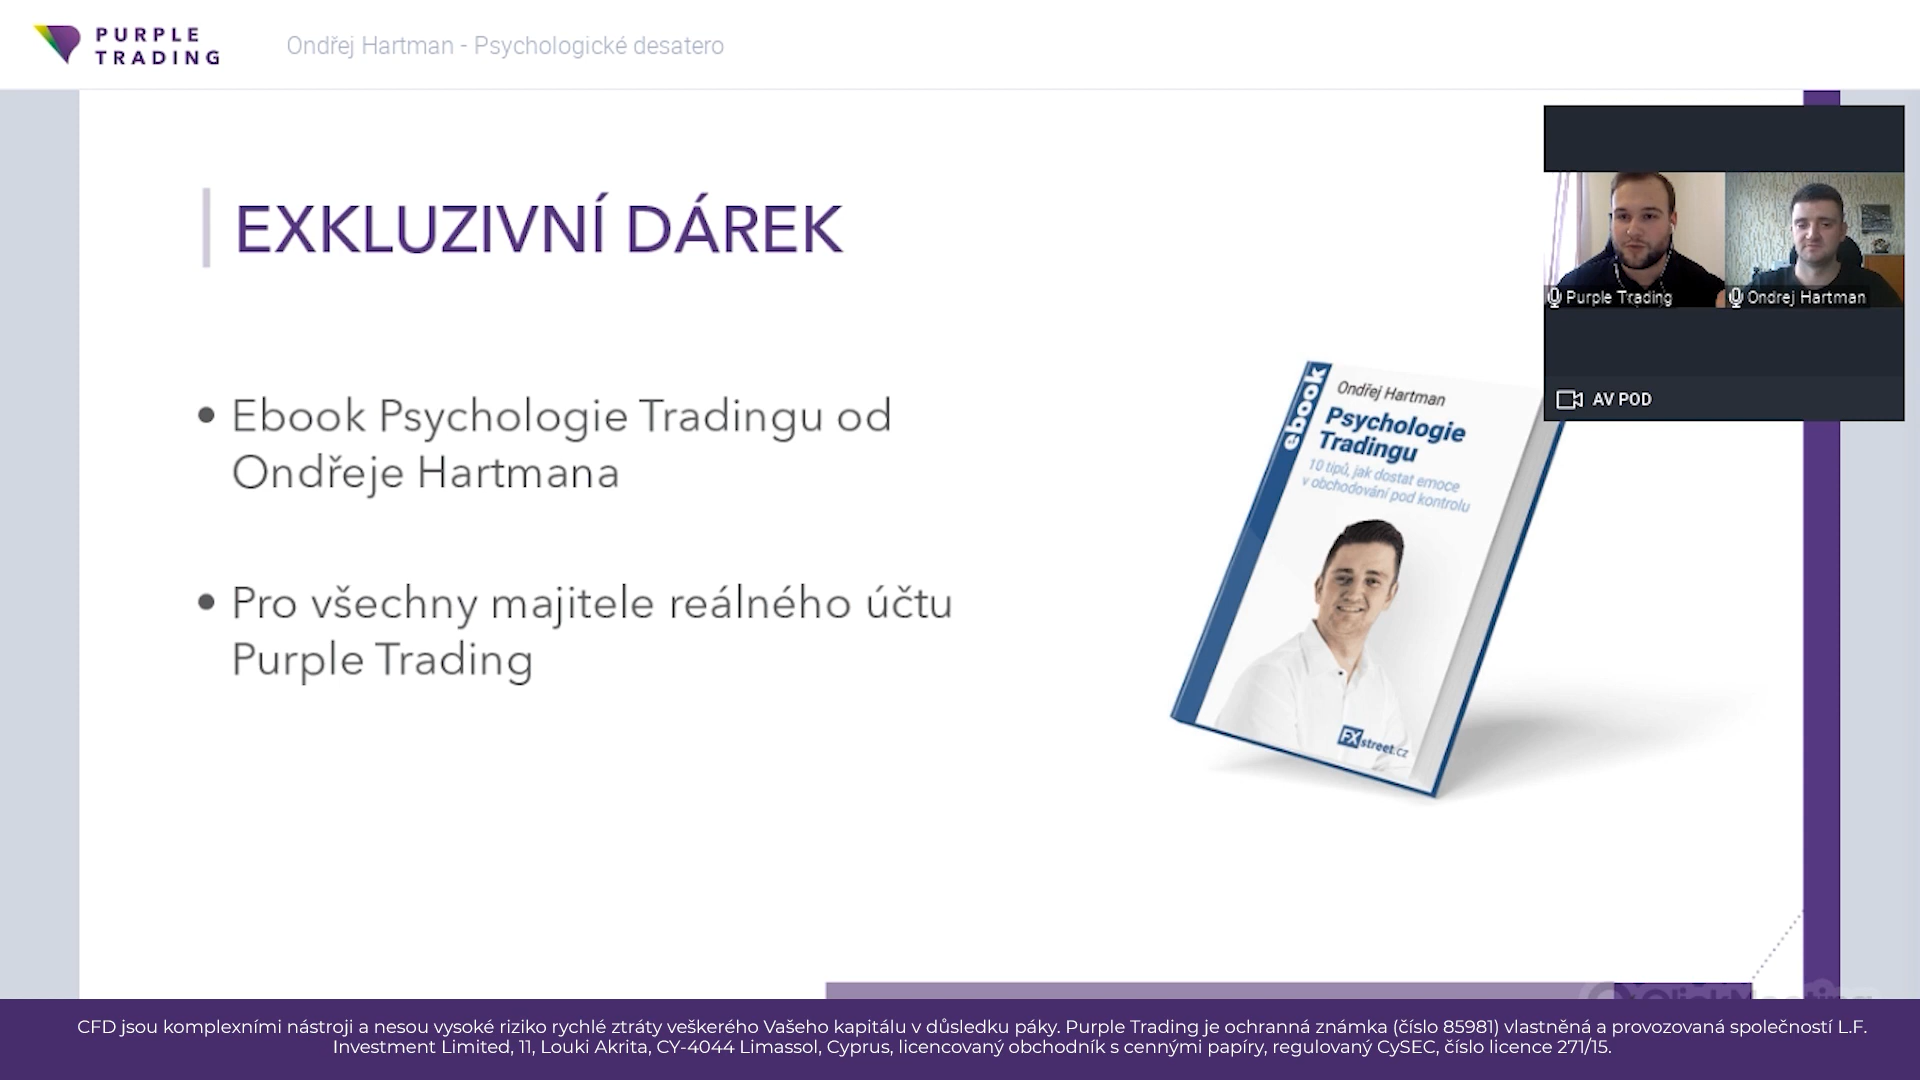 PURPLE
TRADING
Ondřej Hartman - Psychologické desatero
EXKLUZIVNÍ DÁREK
• Ebook Psychologie Tradingu od
Ondřeje Hartmana
• Pro všechny majitele reálného účtu
Purple Trading
ebook
Ondřej Hartman
Psychologie
Tradingu
10 tipů, jak dostat emoce
v obchodování pod kontrolu
FXstreet.cz
Purple Trading
Ondrej Hartman
AV POD
CFD jsou komplexními nástroji a nesou vysoké riziko rychlé ztráty veškerého Vašeho kapitálu v důsledku páky. Purple Trading je ochranná známka (číslo 85981) vlastněná a provozovaná společností L.F.
Investment Limited, 11, Louki Akrita, CY-4044 Limassol, Cyprus, licencovaný obchodník s cennými papíry, regulovaný CySEC, číslo licence 271/15.